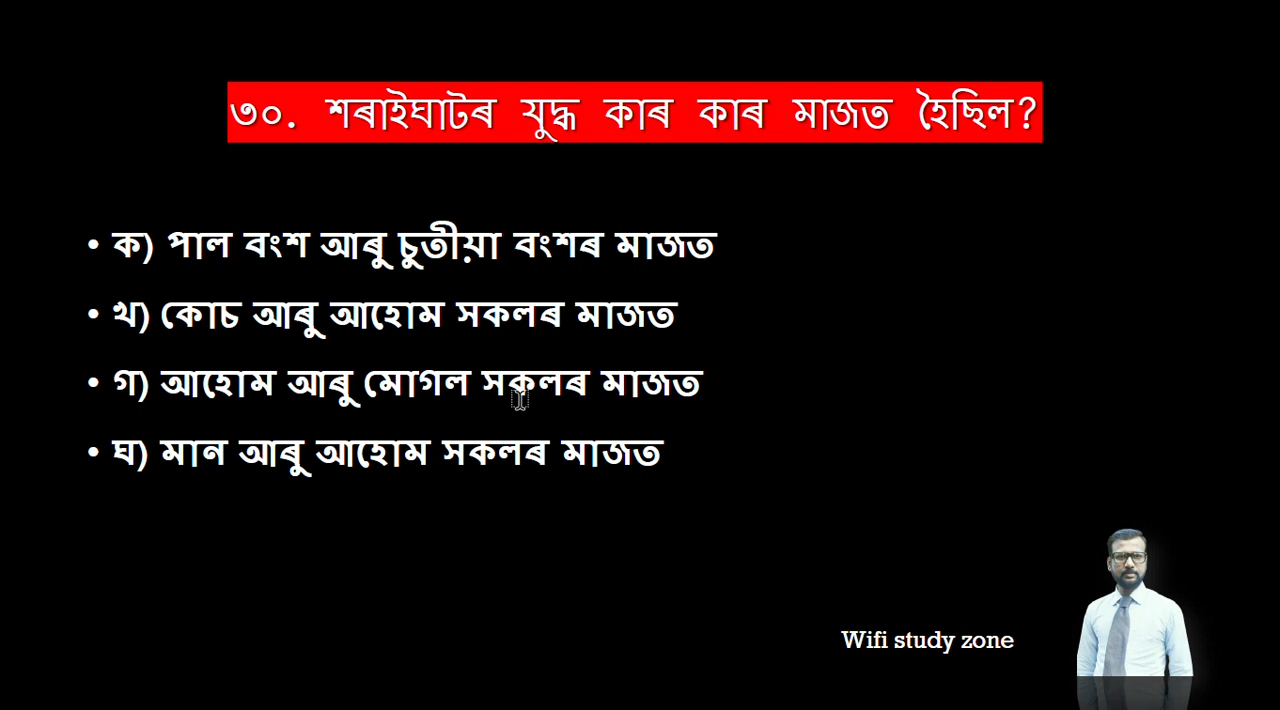 ৩০. শৰাইঘাটৰ যুদ্ধ কাৰ কাৰ মাজত হৈছিল?
• ক) পাল বংশ আৰু চুতীয়া বংশৰ মাজত
• খ) কোচ আৰু আহোম সকলৰ মাজত
• গ) আহোম আৰু মোগল সকলৰ মাজত
• ঘ) মান আৰু আহোম সকলৰ মাজত
Wifi study zone